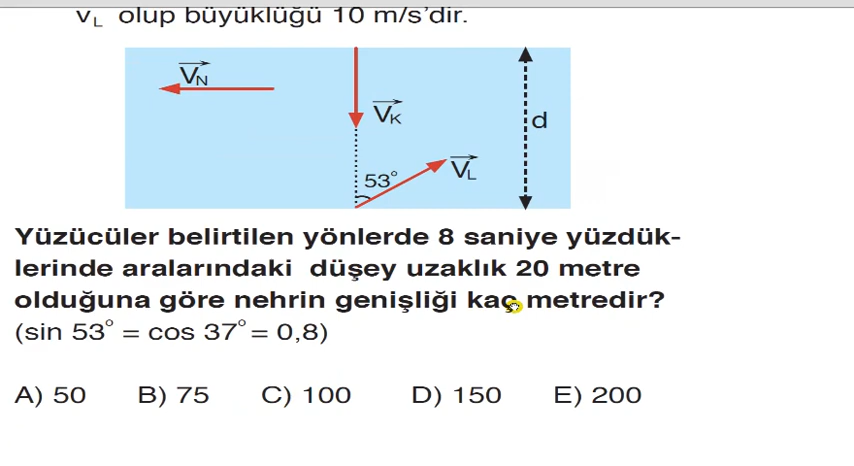 v_L olup büyüklüğü 10 m/s'dir.
V_N
V_K
d
53°
V_L
Yüzücüler belirtilen yönlerde 8 saniye yüzdük-
lerinde aralarındaki düşey uzaklık 20 metre
olduğuna göre nehrin genişliği kaç metredir?
(sin 53° = cos 37° = 0,8)
A) 50 B) 75 C) 100 D) 150 E) 200